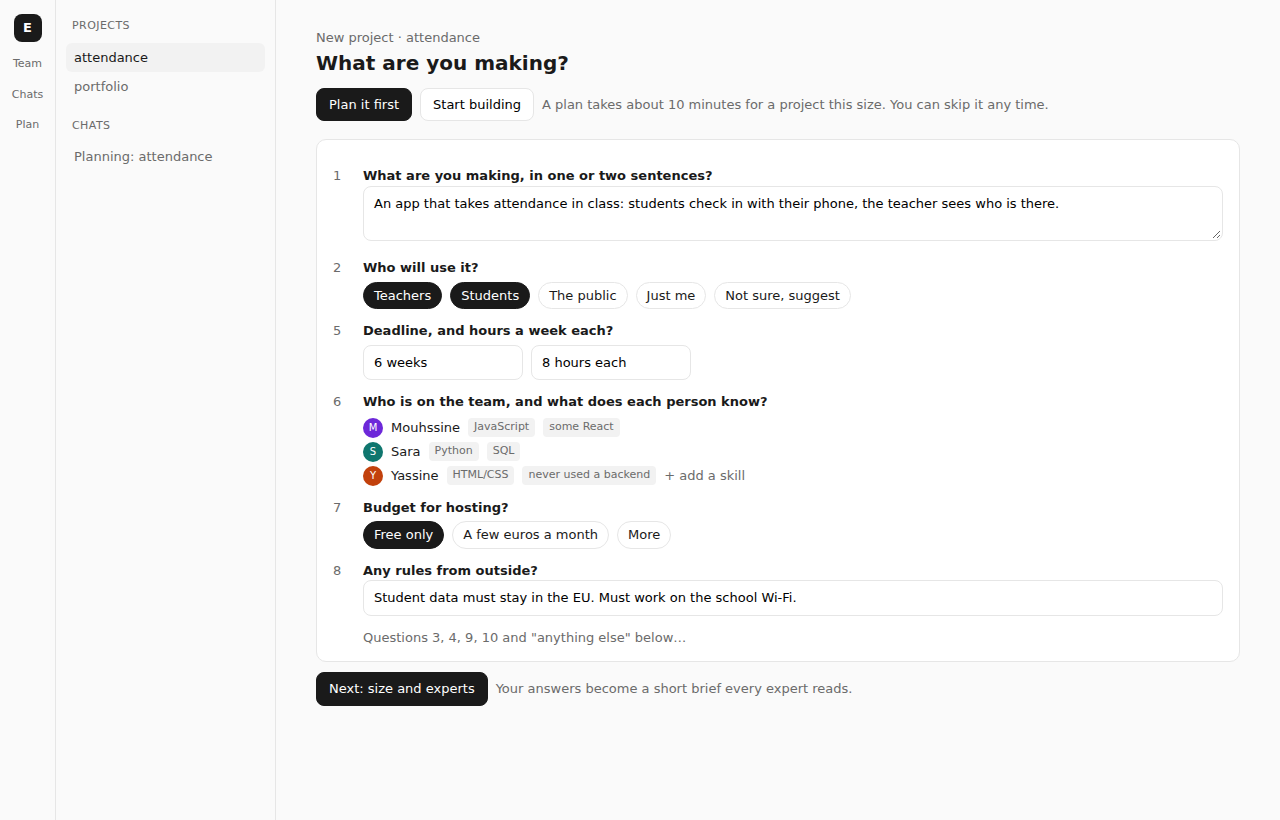 E
Team
Chats
Plan
PROJECTS
attendance
portfolio
CHATS
Planning: attendance
New project · attendance
What are you making?
Plan it first
Start building
A plan takes about 10 minutes for a project this size. You can skip it any time.
1 What are you making, in one or two sentences?
An app that takes attendance in class: students check in with their phone, the teacher sees who is there.
2 Who will use it?
Teachers Students The public Just me Not sure, suggest
5 Deadline, and hours a week each?
6 weeks 8 hours each
6 Who is on the team, and what does each person know?
M Mouhssine JavaScript some React
S Sara Python SQL
Y Yassine HTML/CSS never used a backend + add a skill
7 Budget for hosting?
Free only A few euros a month More
8 Any rules from outside?
Student data must stay in the EU. Must work on the school Wi-Fi.
Questions 3, 4, 9, 10 and "anything else" below…
Next: size and experts Your answers become a short brief every expert reads.